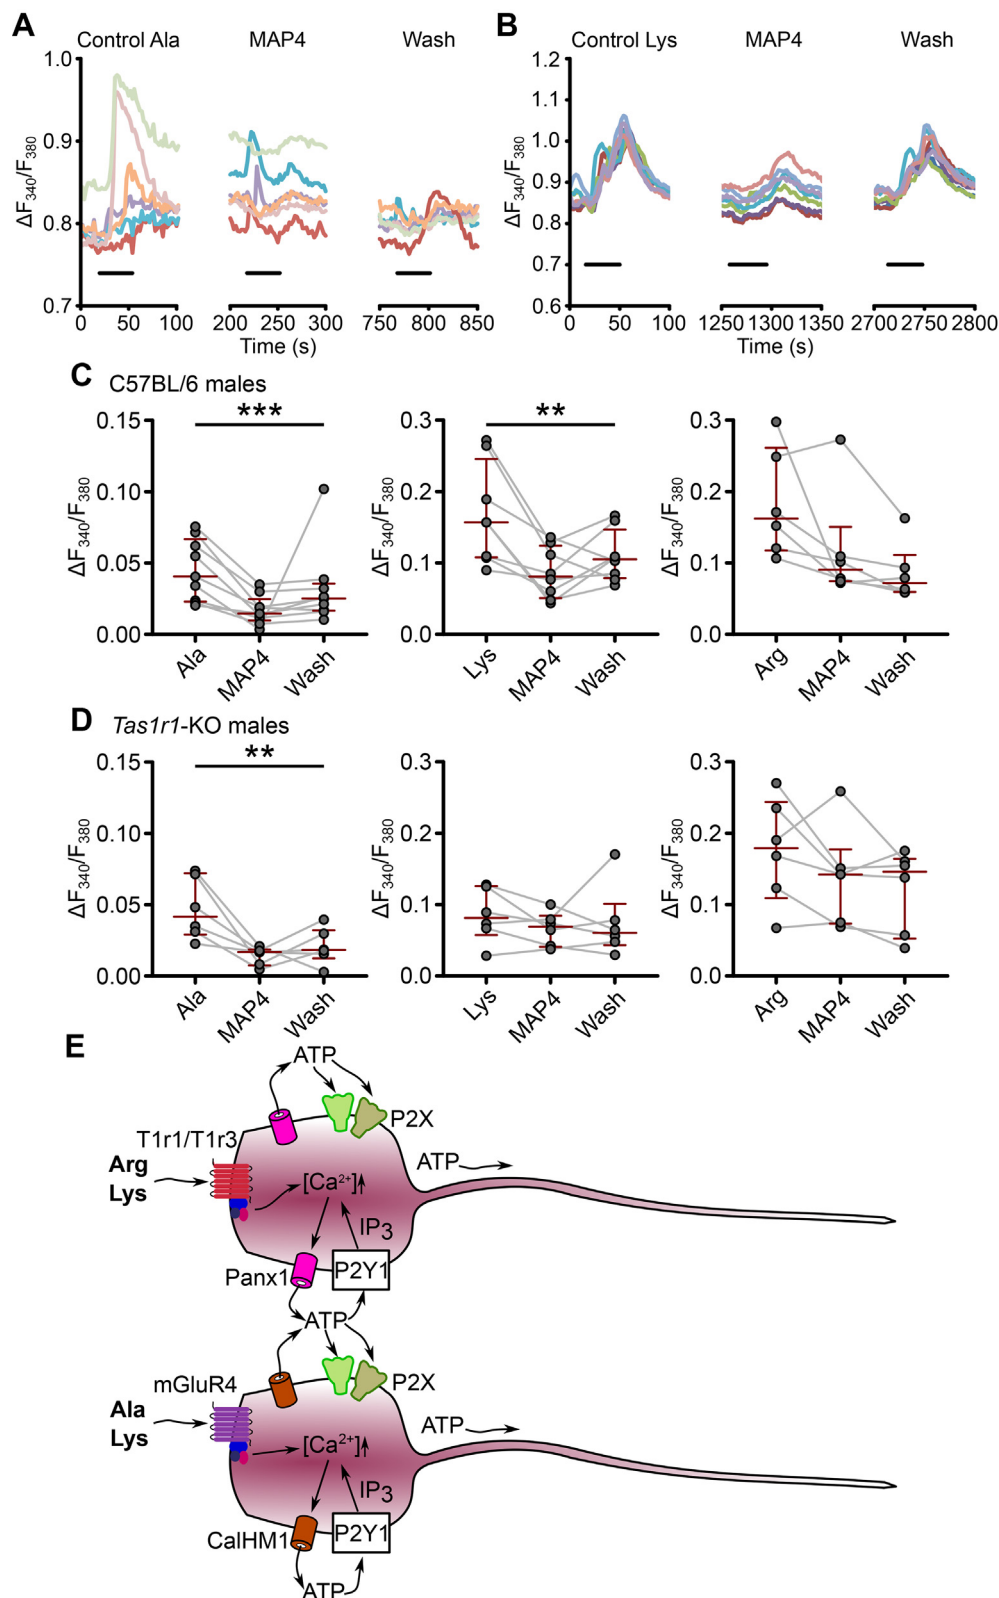 A
Control Ala MAP4 Wash
ΔF340/F380
1.0
0.9
0.8
0.7
0 50 100 200 250 300 750 800 850
Time (s)
B
Control Lys MAP4 Wash
ΔF340/F380
1.2
1.1
1.0
0.9
0.8
0.7
0.6
0 50 100 1250 1300 1350 2700 2750 2800
Time (s)
C C57BL/6 males
ΔF340/F380
0.15
0.10
0.05
0.00
***
Ala MAP4 Wash
ΔF340/F380
0.3
0.2
0.1
0.0
**
Lys MAP4 Wash
ΔF340/F380
0.3
0.2
0.1
0.0
Arg MAP4 Wash
D Tas1r1-KO males
ΔF340/F380
0.15
0.10
0.05
0.00
**
Ala MAP4 Wash
ΔF340/F380
0.3
0.2
0.1
0.0
Lys MAP4 Wash
ΔF340/F380
0.3
0.2
0.1
0.0
Arg MAP4 Wash
E
ATP
P2X
T1r1/T1r3
Arg
Lys
[Ca²⁺]
ATP
IP3
Panx1
P2Y1
ATP
P2X
mGluR4
Ala
Lys
[Ca²⁺]
ATP
IP3
CalHM1
P2Y1
ATP